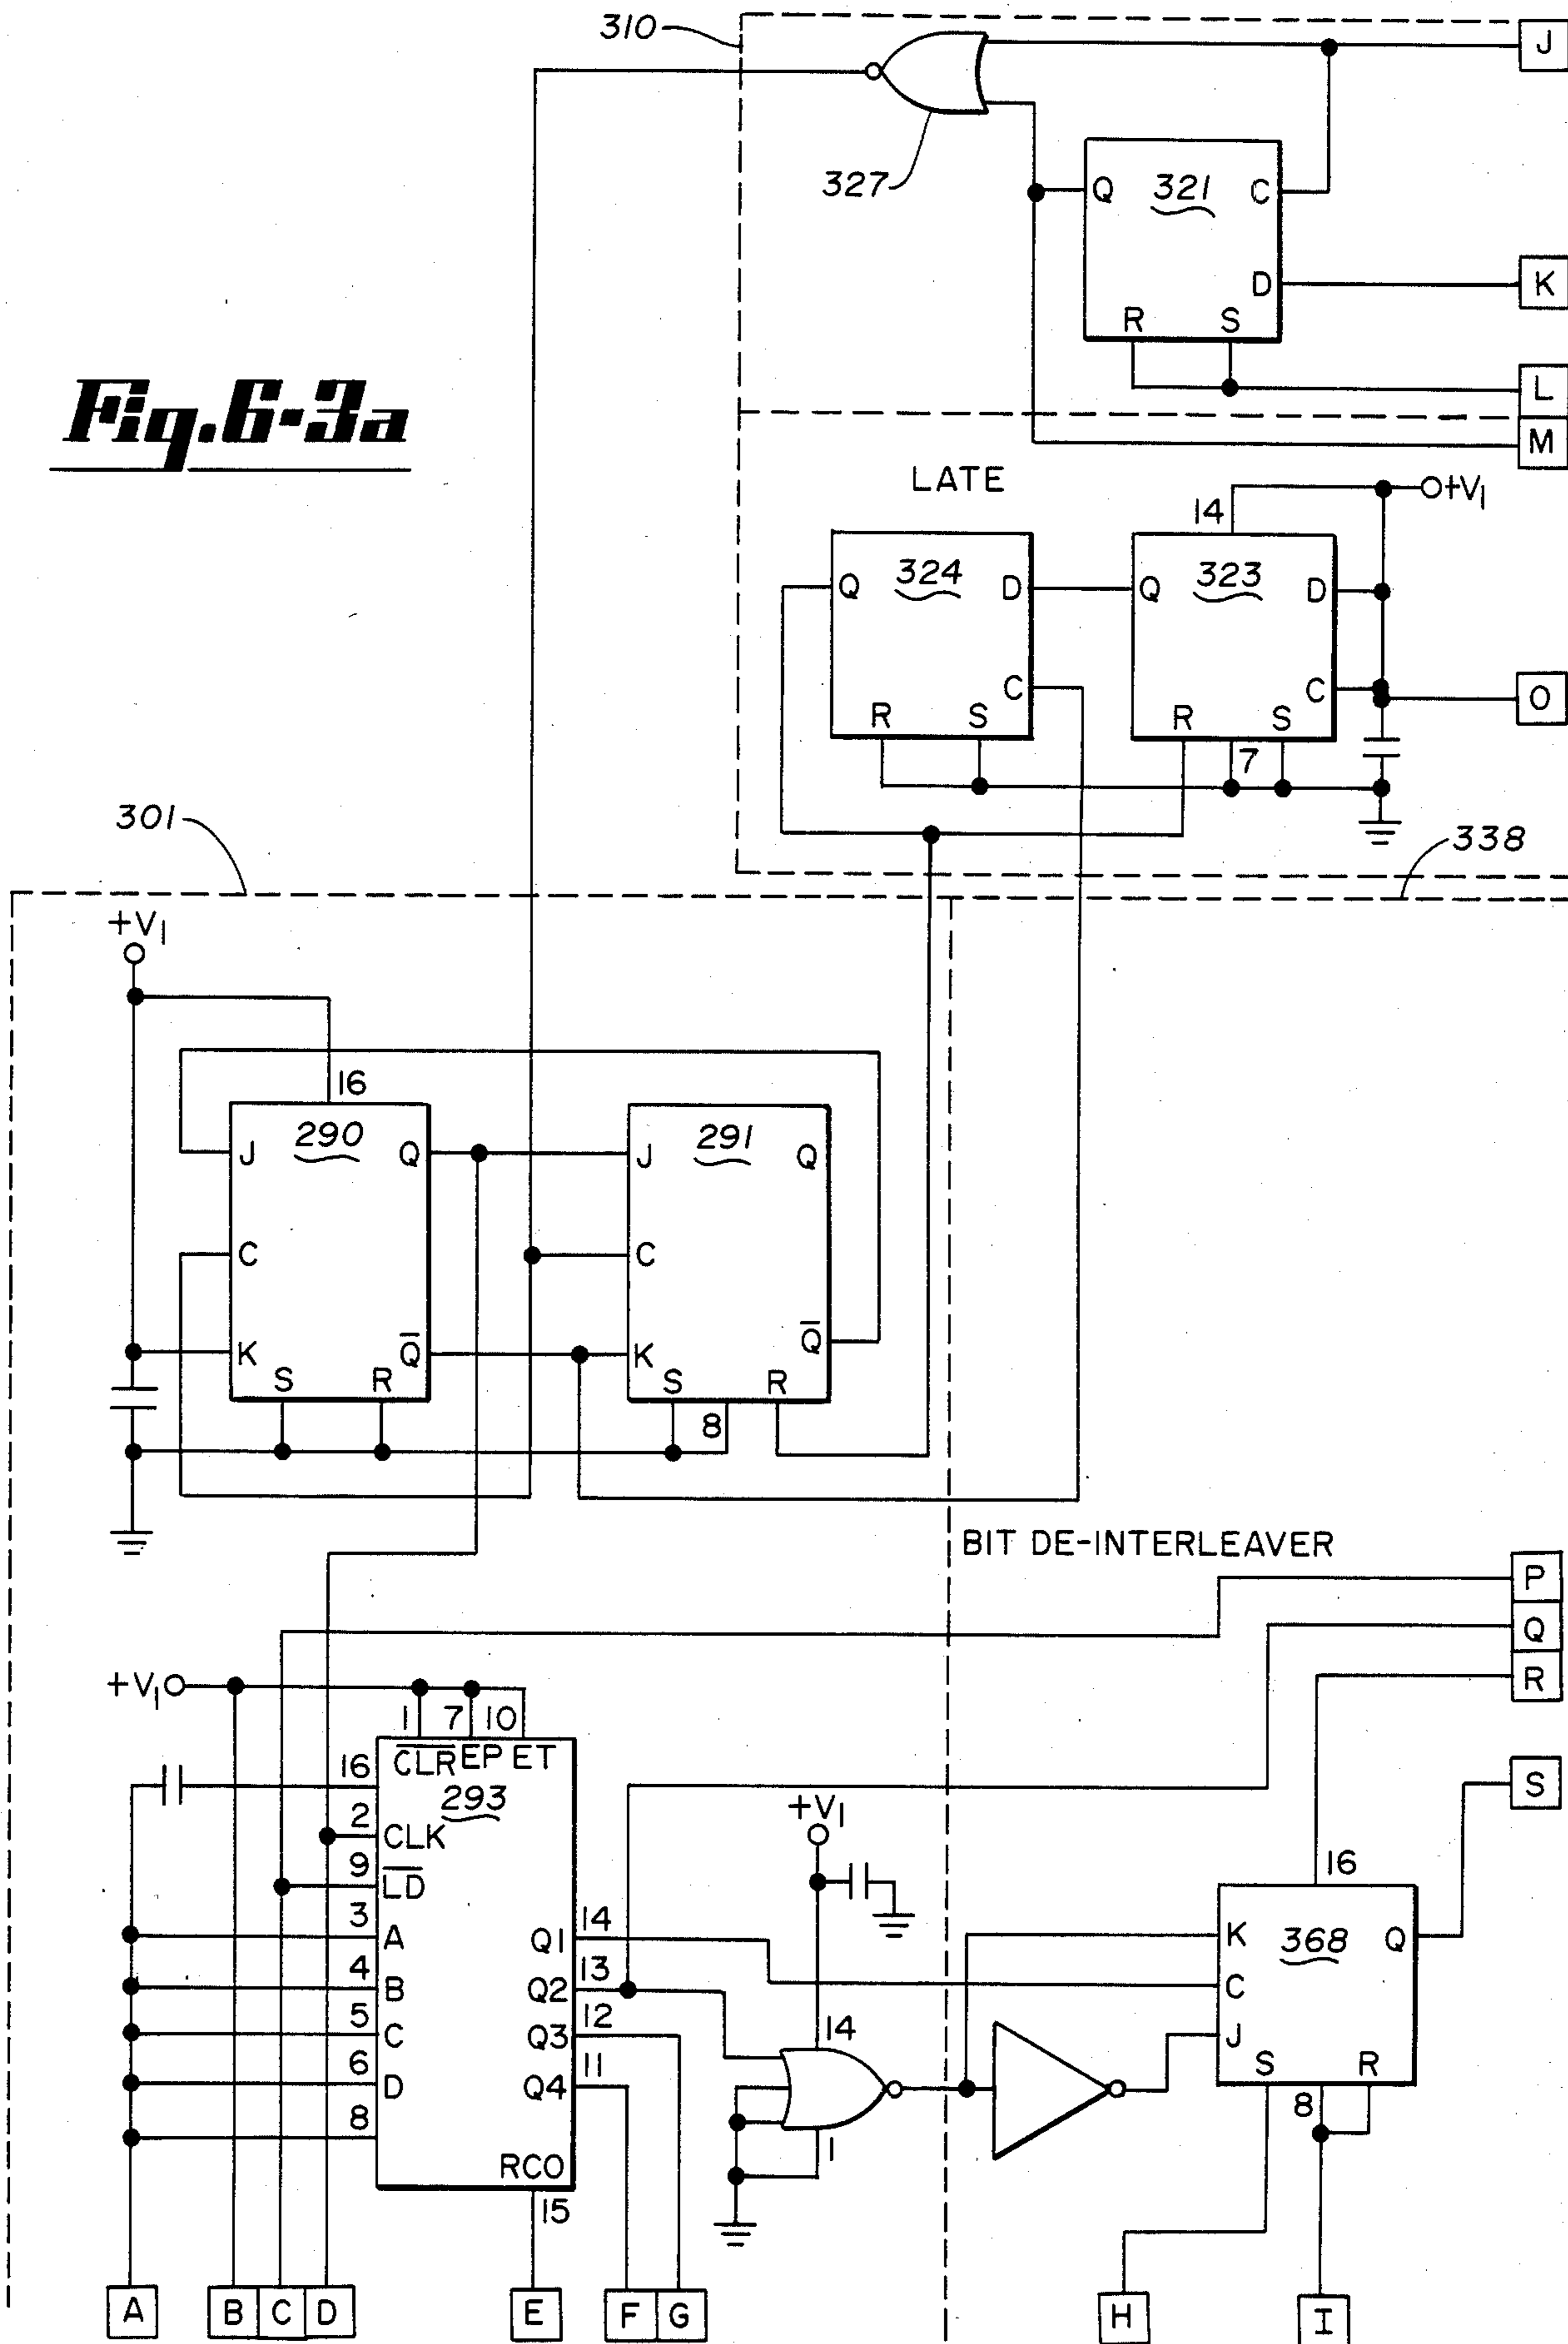 310
J
327
Q 321 C
D
K
R S
L
Fig.6-3a
M
LATE
+V1
14
Q 324 D
Q 323 D
C
C
O
R S
R 7 S
301
338
+V1
16
J 290 Q
J 291 Q
C
C
K Q̅
K Q̅
S R
S 8 R
BIT DE-INTERLEAVER
P
Q
R
+V1
1 7 10
C̅L̅R̅ EP ET
16
293
S
2
CLK
+V1
9
L̅D̅
16
3
A
14
Q1
K 368 Q
4
B
13
Q2
C
5
C
12
Q3
14
J
6
D
11
Q4
S R
8
8
1
RCO
15
A B C D E F G H I